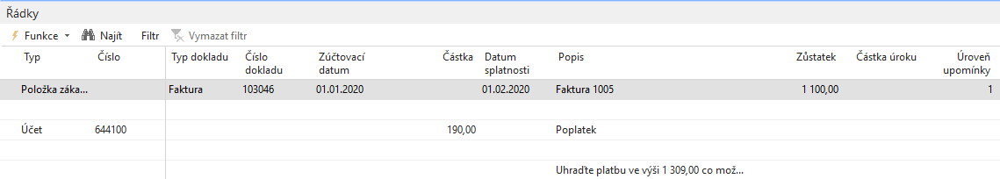 Řádky
Funkce Najít Filtr Vymazat filtr
Typ Číslo Typ dokladu Číslo dokladu Zúčtovací datum Částka Datum splatnosti Popis Zůstatek Částka úroku Úroveň upomínky
Položka záka... Faktura 103046 01.01.2020 01.02.2020 Faktura 1005 1 100,00 1
Účet 644100 190,00 Poplatek
Uhraďte platbu ve výši 1 309,00 co mož...